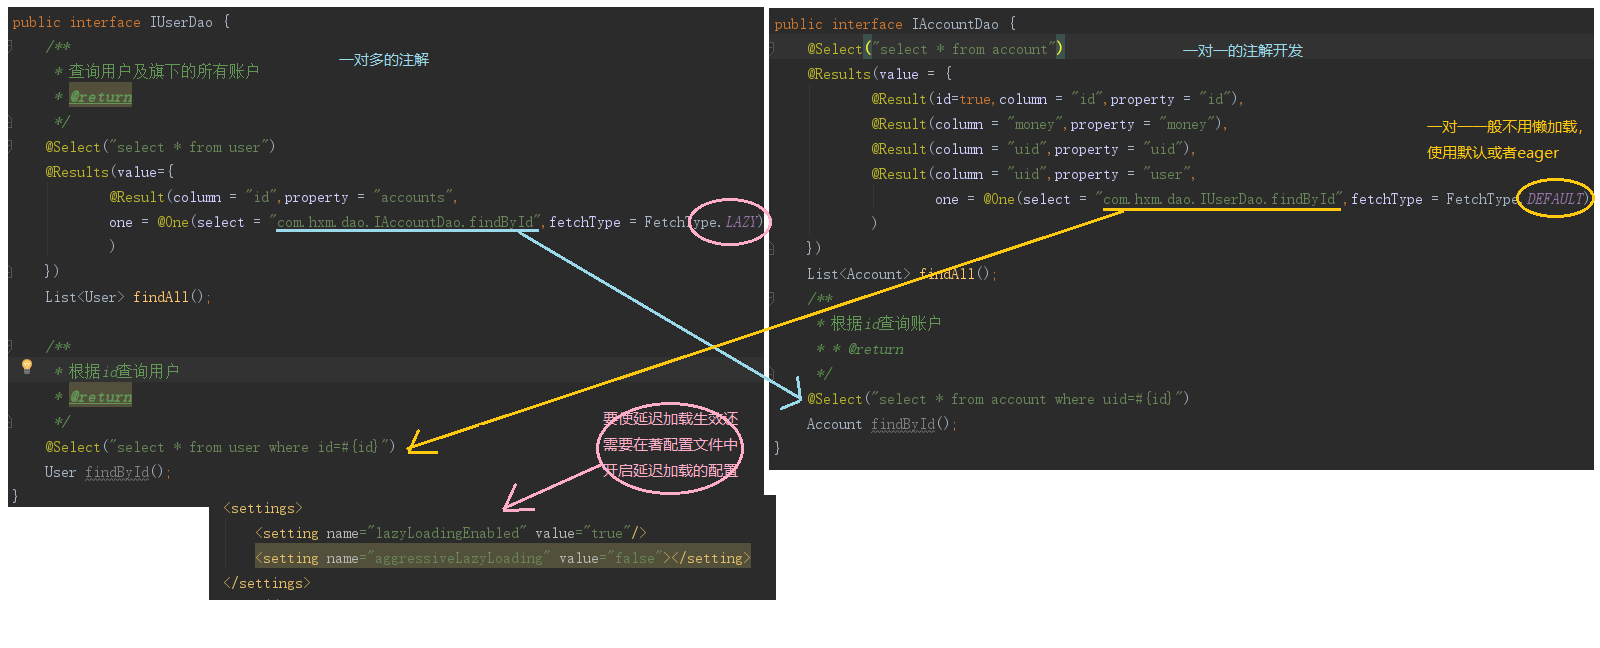 public interface IUserDao {
/**
一对多的注解
* 查询用户及旗下的所有账户
* @return
*/
@Select("select * from user")
@Results(value={
@Result(column = "id",property = "accounts",
one = @One(select = "com.hxm.dao.IAccountDao.findById",fetchType = FetchType.LAZY)
)
})
List<User> findAll();
/**
* 根据id查询用户
* @return
*/
@Select("select * from user where id=#{id}")
User findById();
}
要使延迟加载生效还
需要在著配置文件中
开启延迟加载的配置
<settings>
<setting name="lazyLoadingEnabled" value="true"/>
<setting name="aggressiveLazyLoading" value="false"></setting>
</settings>
public interface IAccountDao {
@Select("select * from account")
一对一的注解开发
@Results(value = {
@Result(id=true,column = "id",property = "id"),
@Result(column = "money",property = "money"),
@Result(column = "uid",property = "uid"),
@Result(column = "uid",property = "user",
one = @One(select = "com.hxm.dao.IUserDao.findById",fetchType = FetchType.DEFAULT)
)
})
一对一一般不用懒加载,
使用默认或者eager
List<Account> findAll();
/**
* 根据id查询账户
* * @return
*/
@Select("select * from account where uid=#{id}")
Account findById();
}